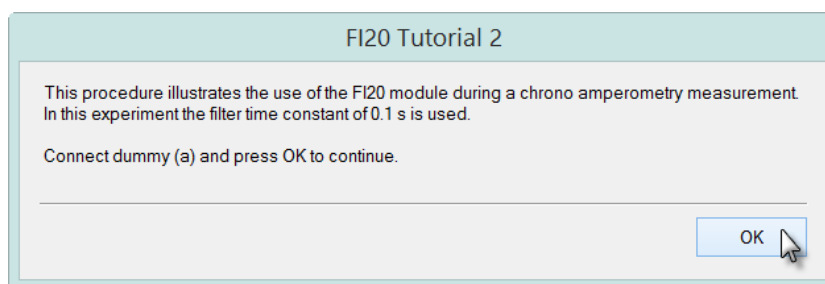 FI20 Tutorial 2
This procedure illustrates the use of the FI20 module during a chrono amperometry measurement.
In this experiment the filter time constant of 0.1 s is used.
Connect dummy (a) and press OK to continue.
OK